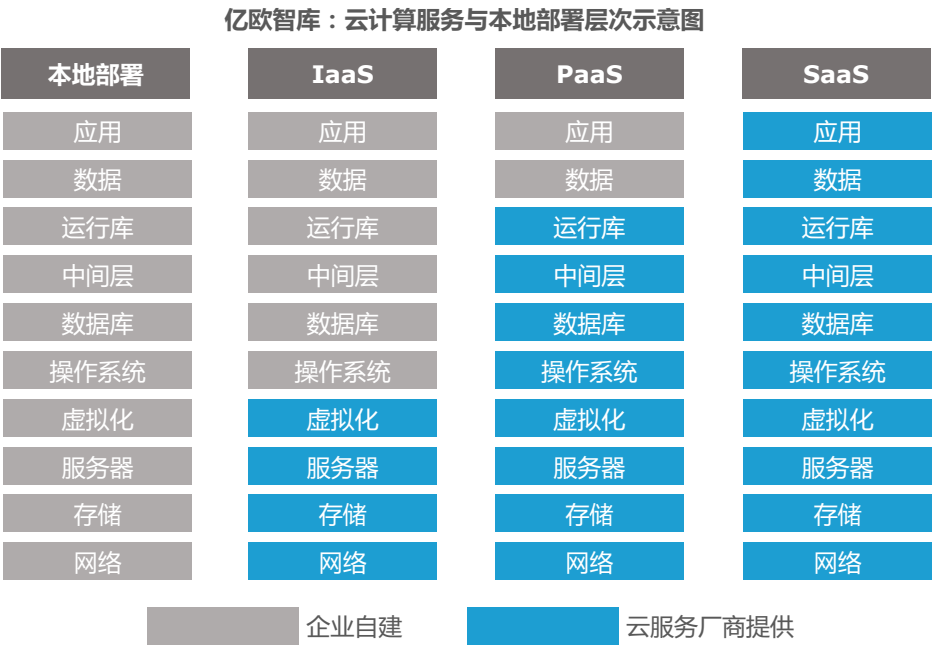 亿欧智库：云计算服务与本地部署层次示意图
本地部署 IaaS PaaS SaaS
应用 应用 应用 应用
数据 数据 数据 数据
运行库 运行库 运行库 运行库
中间层 中间层 中间层 中间层
数据库 数据库 数据库 数据库
操作系统 操作系统 操作系统 操作系统
虚拟化 虚拟化 虚拟化 虚拟化
服务器 服务器 服务器 服务器
存储 存储 存储 存储
网络 网络 网络 网络
企业自建 云服务厂商提供